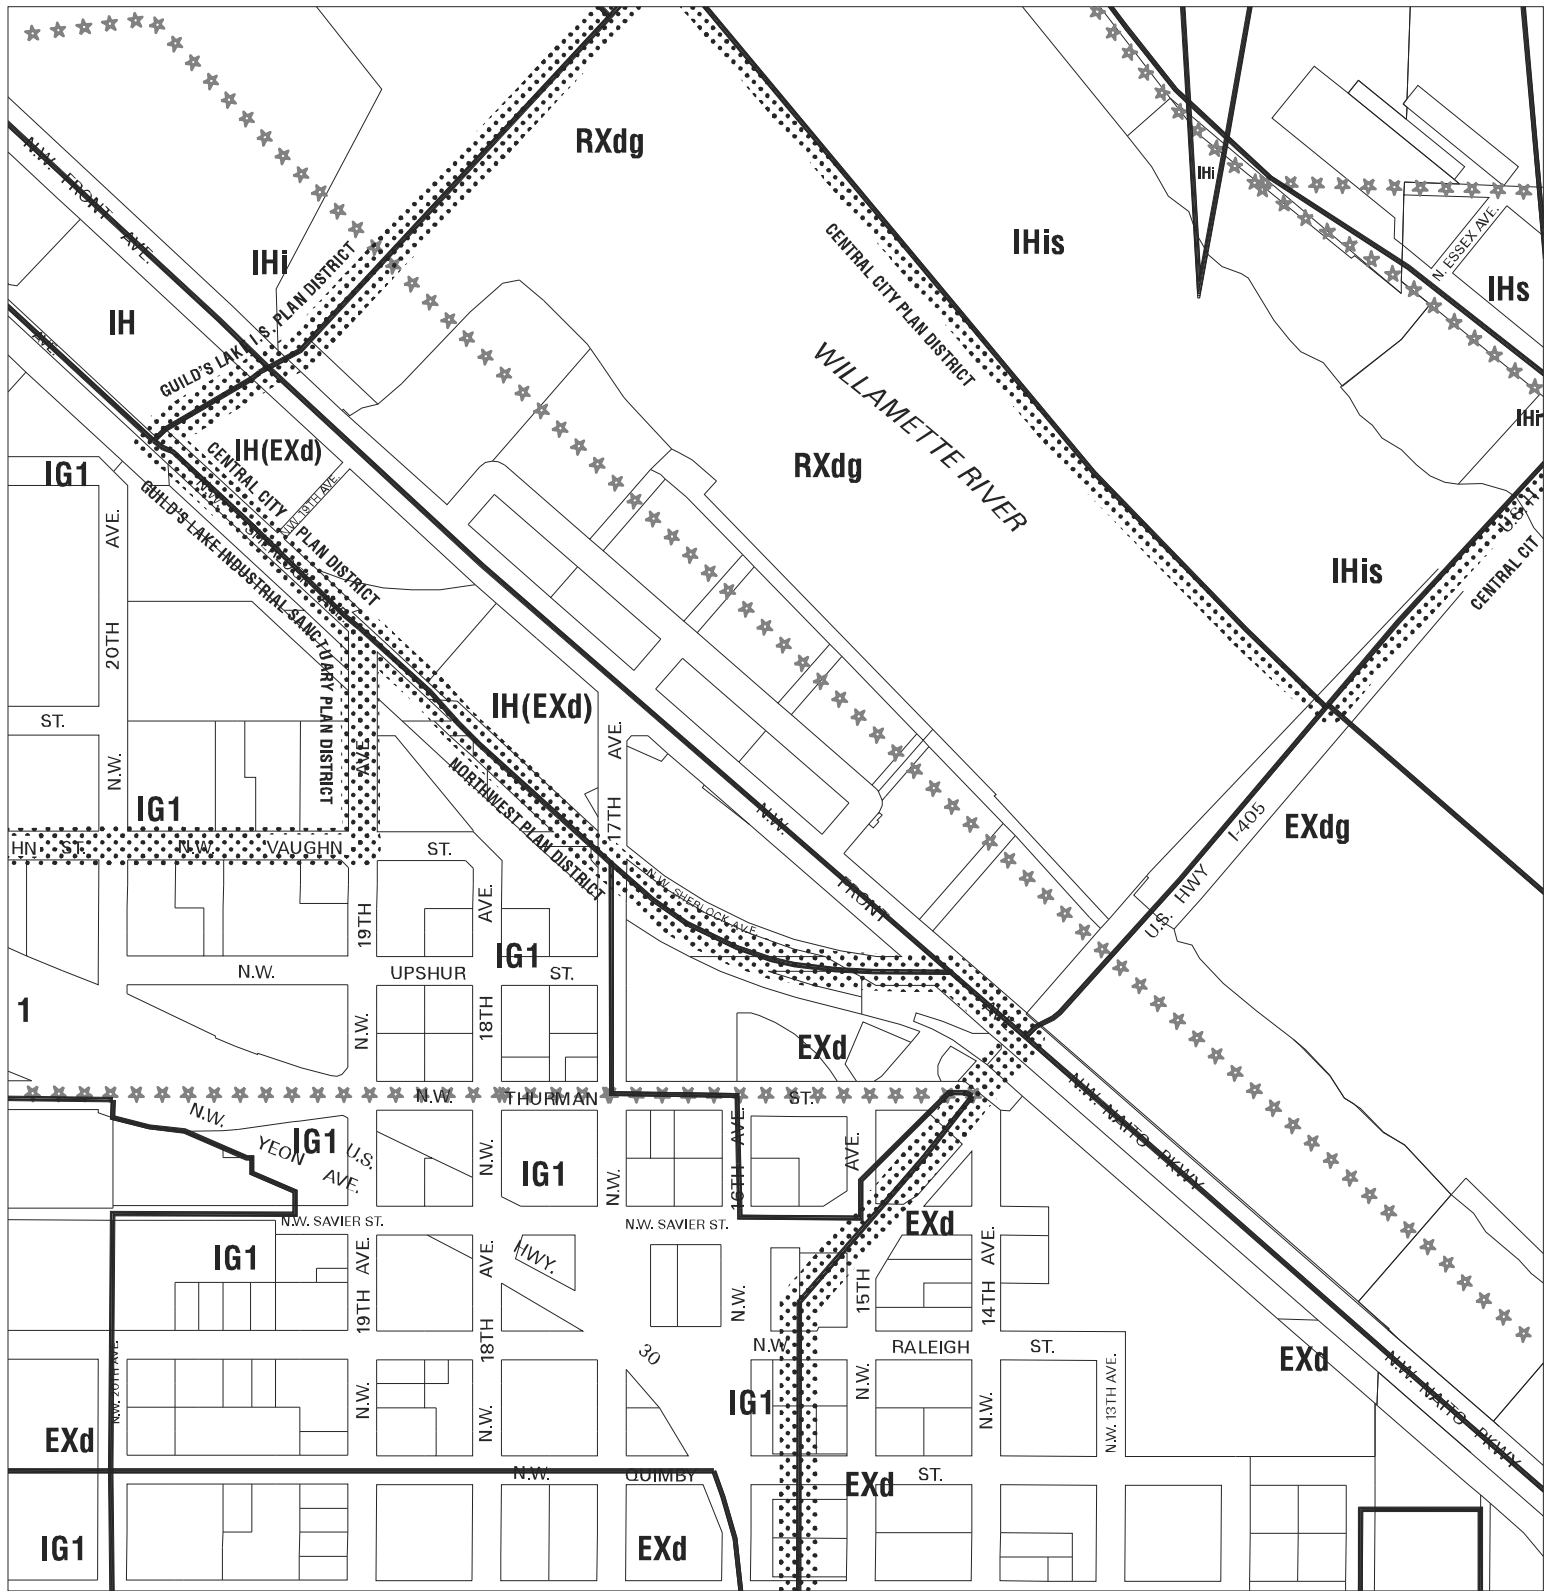 RXdg
IHi
N.W. FRONT AVE.
IHi
IHis
CENTRAL CITY PLAN DISTRICT
N. ESSEX AVE.
IHs
GUILD'S LAKE I.S. PLAN DISTRICT
IH
AVE.
WILLAMETTE RIVER
IHi
IH(EXd)
RXdg
IG1
CENTRAL CITY PLAN DISTRICT
N.W. 19TH AVE.
GUILD'S LAKE INDUSTRIAL SANCTUARY PLAN DISTRICT
N.W.
U.S. H
CENTRAL CIT
IHis
N.W. 20TH AVE.
ST.
IH(EXd)
17TH AVE.
NORTHWEST PLAN DISTRICT
AVE.
IG1
N.W. FRONT
I-405
U.S. HWY
EXdg
HN ST.
N.W. VAUGHN ST.
N.W. SHERLOCK AVE.
N.W. 19TH
18TH AVE.
IG1
N.W. UPSHUR ST.
1
EXd
AVE.
N.W. THURMAN ST.
N.W. NAITO PKWY
N.W.
YEON AVE.
IG1
U.S.
N.W.
IG1
N.W.
16TH AVE.
AVE.
N.W. SAVIER ST.
N.W. SAVIER ST.
EXd
IG1
19TH AVE.
18TH AVE.
HWY.
N.W.
15TH
14TH AVE.
30
N.W. RALEIGH ST.
EXd
N.W. NAITO PKWY
N.W. 20TH AVE.
N.W.
N.W.
IG1
N.W.
N.W.
N.W. 13TH AVE.
EXd
N.W. QUIMBY ST.
EXd
IG1
EXd